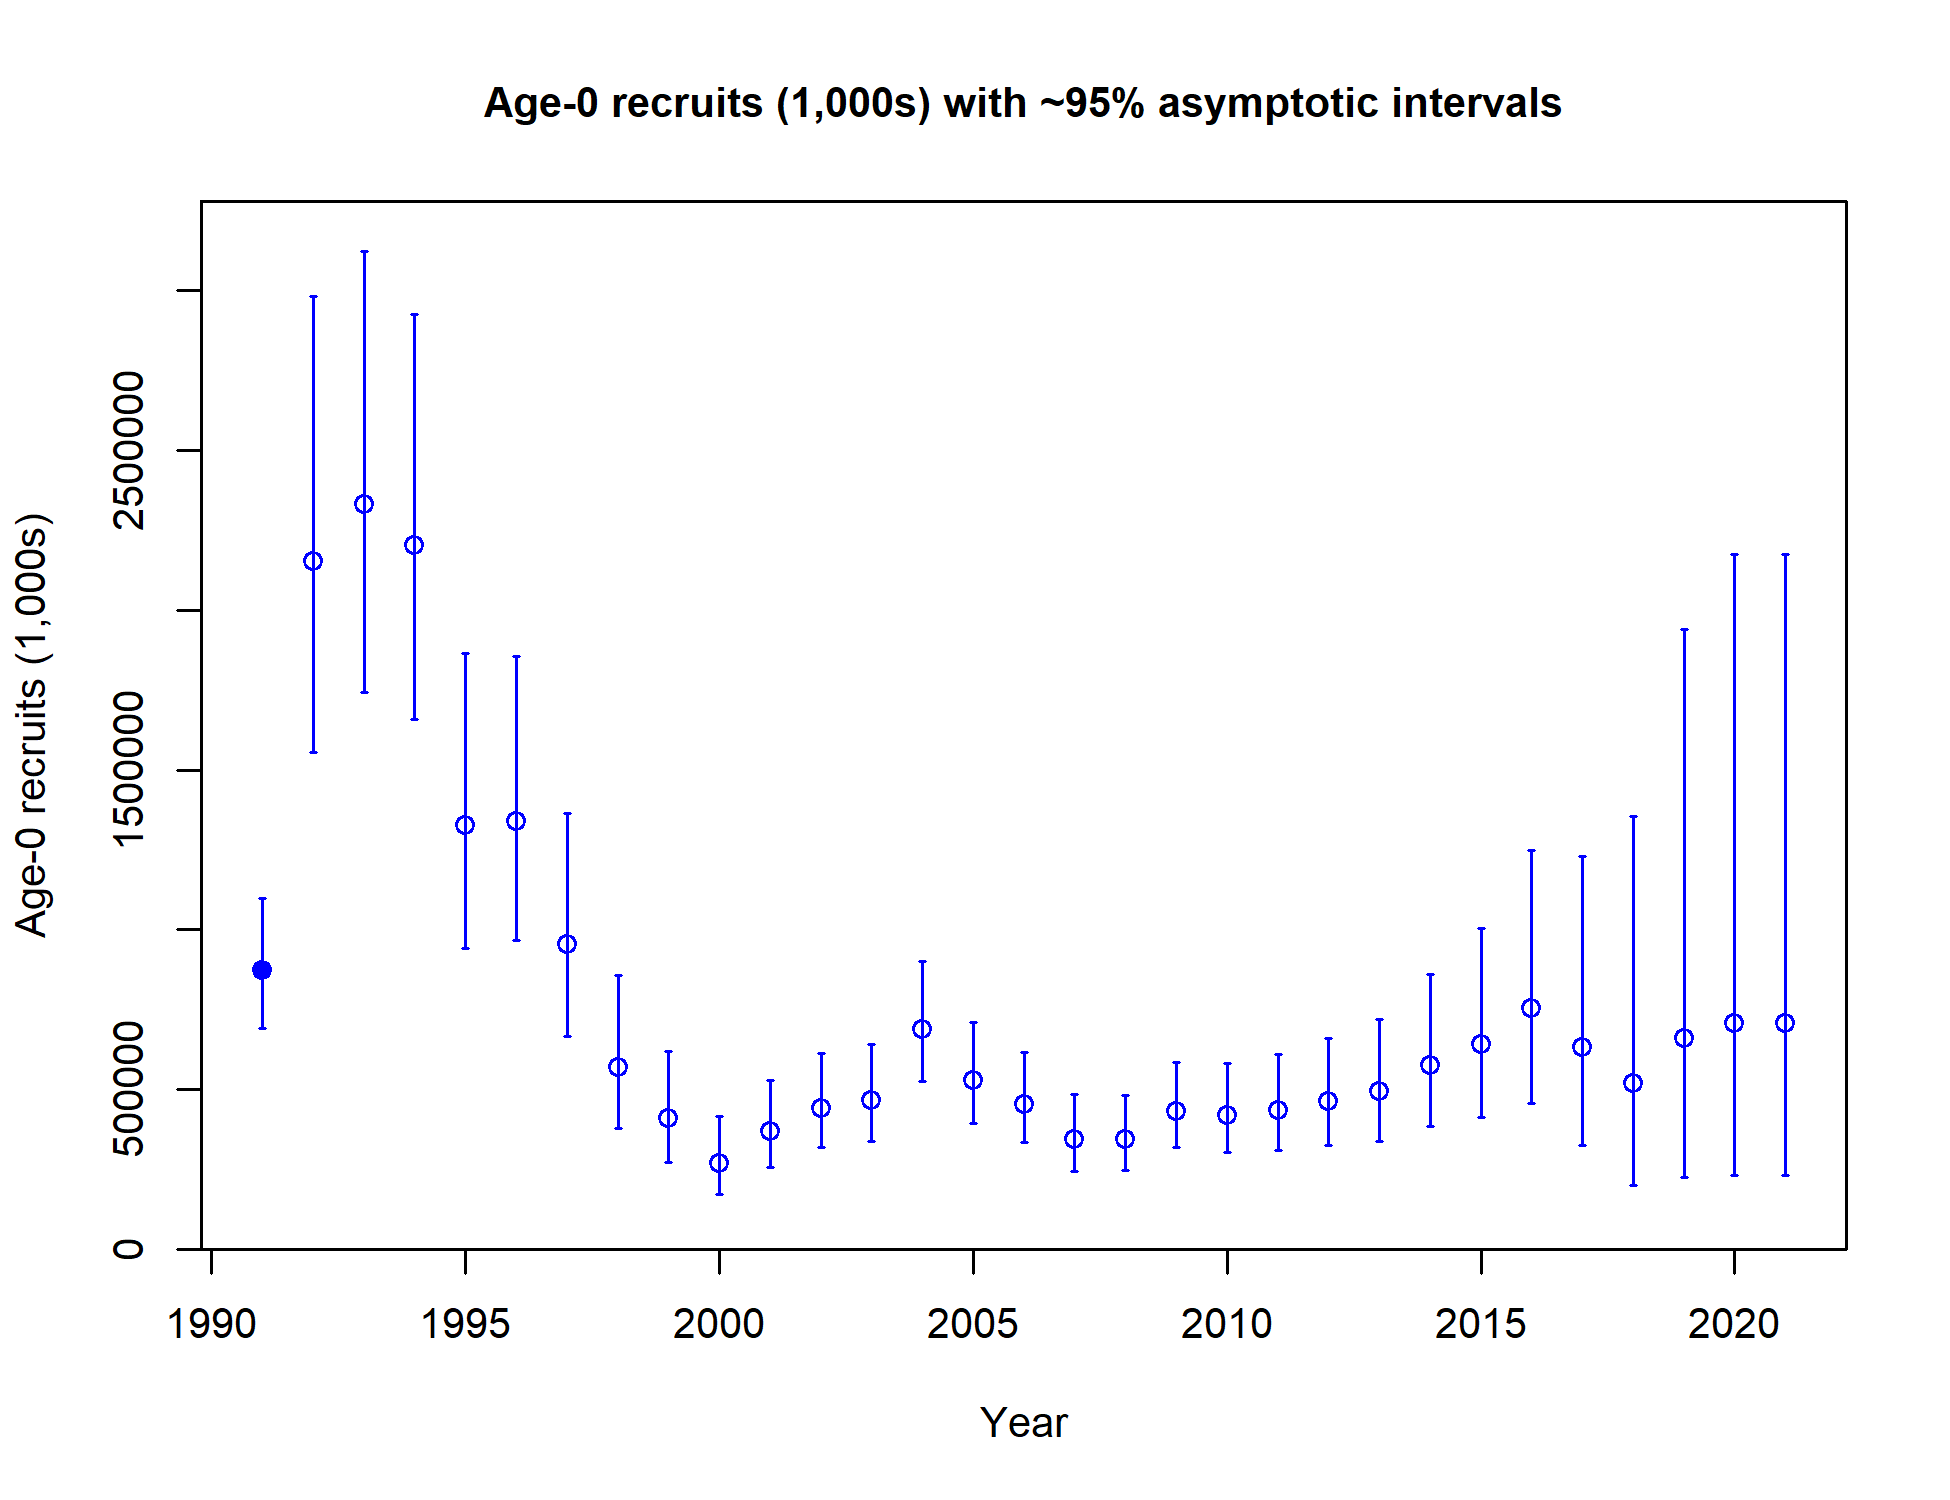 Age-0 recruits (1,000s) with ~95% asymptotic intervals
Age-0 recruits (1,000s)
2500000
1500000
500000
0
1990 1995 2000 2005 2010 2015 2020
Year